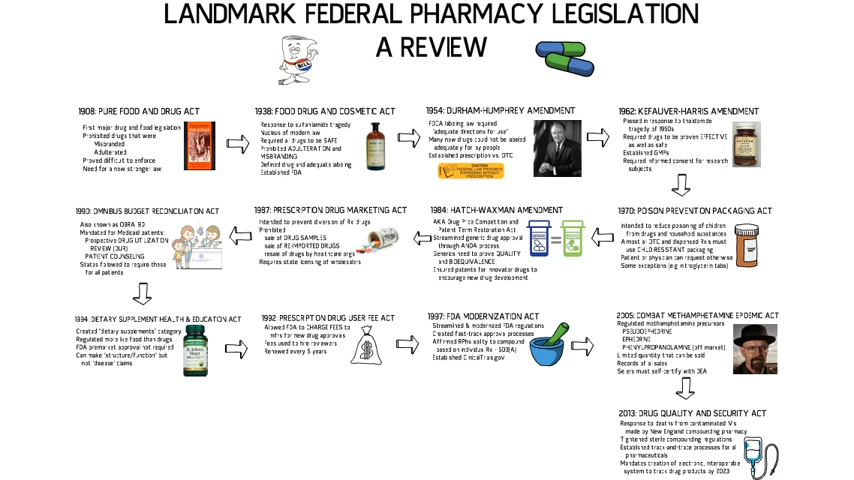 LANDMARK FEDERAL PHARMACY LEGISLATION
A REVIEW
BILL
1908: PURE FOOD AND DRUG ACT
First major drug and food legislation
Prohibited drugs that were
Misbranded
Adulterated
Proved difficult to enforce
Need for a new stronger law
1938: FOOD DRUG AND COSMETIC ACT
Response to sulfanilamide tragedy
Nucleus of modern law
Required all drugs to be SAFE
Prohibited ADULTERATION and
MISBRANDING
Defined drug and adequate labeling
Established FDA
1954: DURHAM-HUMPHREY AMENDMENT
FDCA labeling law required
"adequate directions for use"
Many new drugs could not be labeled
adequately for lay people
Established prescription vs. OTC
1962: KEFAUVER-HARRIS AMENDMENT
Passed in response to thalidomide
tragedy of 1950s
Required drugs to be proven EFFECTIVE
as well as safe
Established GMPs
Required informed consent for research
subjects
1990: OMNIBUS BUDGET RECONCILIATION ACT
Also known as OBRA 90
Mandated for Medicaid patients:
Prospective DRUG UTILIZATION
REVIEW (DUR)
PATIENT COUNSELING
States followed to require these
for all patients
1987: PRESCRIPTION DRUG MARKETING ACT
Intended to prevent diversion of Rx drugs
Prohibited
sale of DRUG SAMPLES
sale of RE-IMPORTED DRUGS
resale of drugs by healthcare orgs
Requires state licensing of wholesalers
1984: HATCH-WAXMAN AMENDMENT
AKA Drug Price Competition and
Patent Term Restoration Act
Streamlined generic drug approval
through ANDA process
Generics need to prove QUALITY
and BIOEQUIVALENCE
Ensured patents for innovator drugs to
encourage new drug development
1970: POISON PREVENTON PACKAGING ACT
Intended to reduce poisoning of children
from drugs and household substances
Almost all OTC and dispensed Rxs must
use CHILD-RESISTANT packaging
Patient or physician can request otherwise
Some exceptions (e.g. nitroglycerin tabs)
1994: DIETARY SUPPLEMENT HEALTH & EDUCATION ACT
Created "dietary supplements" category
Regulated more like food than drugs
FDA premarket approval not required
Can make "structure/function" but
not "disease" claims
1992: PRESCRIPTION DRUG USER FEE ACT
Allowed FDA to CHARGE FEES to
mfrs for new drug approvals
Fees used to hire reviewers
Renewed every 5 years
1997: FDA MODERNIZATION ACT
Streamlined & modernized FDA regulations
Created fast-track approval processes
Affirmed RPhs ability to compound
based on individual Rx - 503(A)
Established ClinicalTrials.gov
2005: COMBAT METHAMPHETAMINE EPIDEMIC ACT
Regulated methamphetamine precursors
PSEUDOEPHEDRINE
EPHEDRINE
PHENYLPROPANOLAMINE (off market)
Limited quantity that can be sold
Records of all sales
Sellers must self-certify with DEA
2013: DRUG QUALITY AND SECURITY ACT
Response to deaths from contaminated IVs
made by New England compounding pharmacy
Tightened sterile compounding regulations
Established track-and-trace processes for all
pharmaceuticals
Mandates creation of electronic, interoperable
system to track drug products by 2023